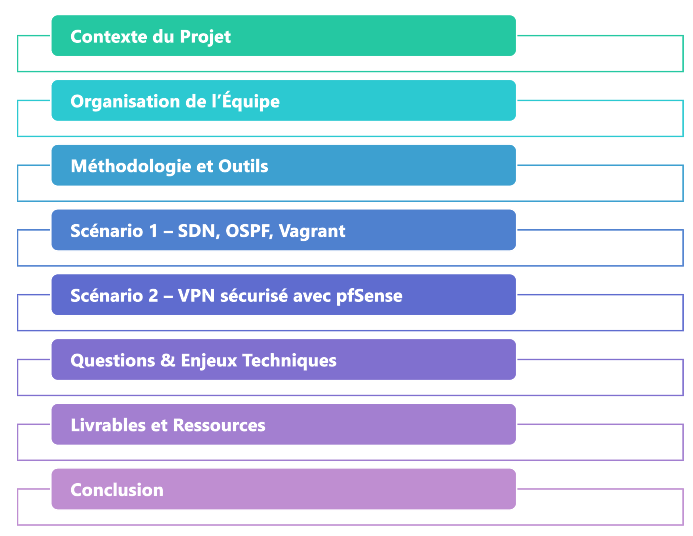 Contexte du Projet
Organisation de l’Équipe
Méthodologie et Outils
Scénario 1 – SDN, OSPF, Vagrant
Scénario 2 – VPN sécurisé avec pfSense
Questions & Enjeux Techniques
Livrables et Ressources
Conclusion